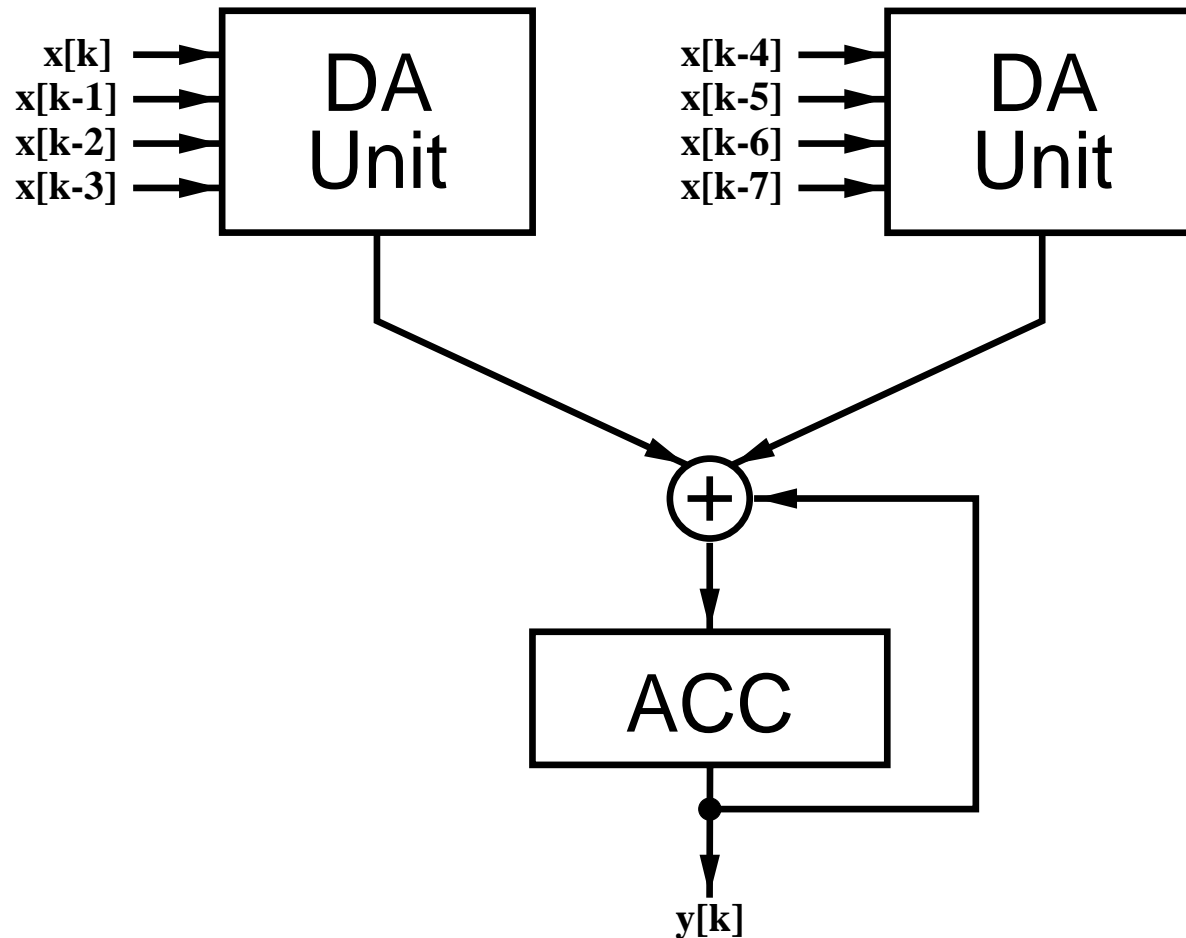 x[k]
x[k-1]
x[k-2]
x[k-3]
DA
Unit
x[k-4]
x[k-5]
x[k-6]
x[k-7]
DA
Unit
+
ACC
y[k]